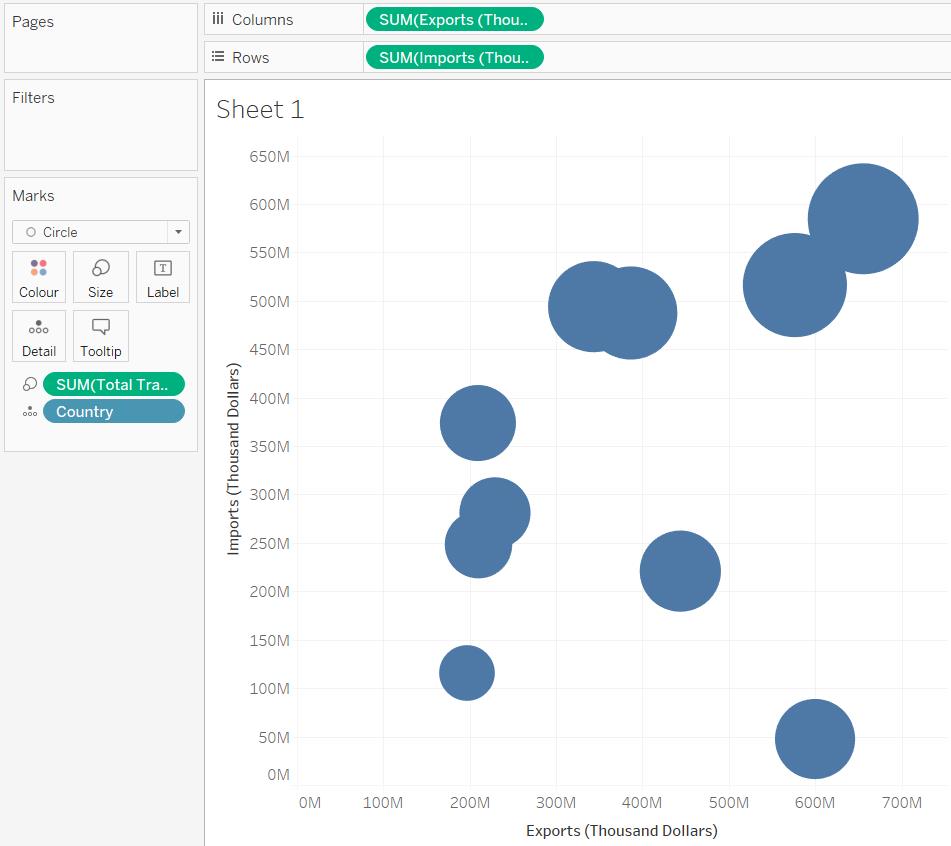 Pages
Columns
SUM(Exports (Thou..
Rows
SUM(Imports (Thou..
Filters
Marks
Circle
Colour
Size
Label
T
Detail
Tooltip
SUM(Total Tra..
Country
Sheet 1
Imports (Thousand Dollars)
650M
600M
550M
500M
450M
400M
350M
300M
250M
200M
150M
100M
50M
0M
0M 100M 200M 300M 400M 500M 600M 700M
Exports (Thousand Dollars)